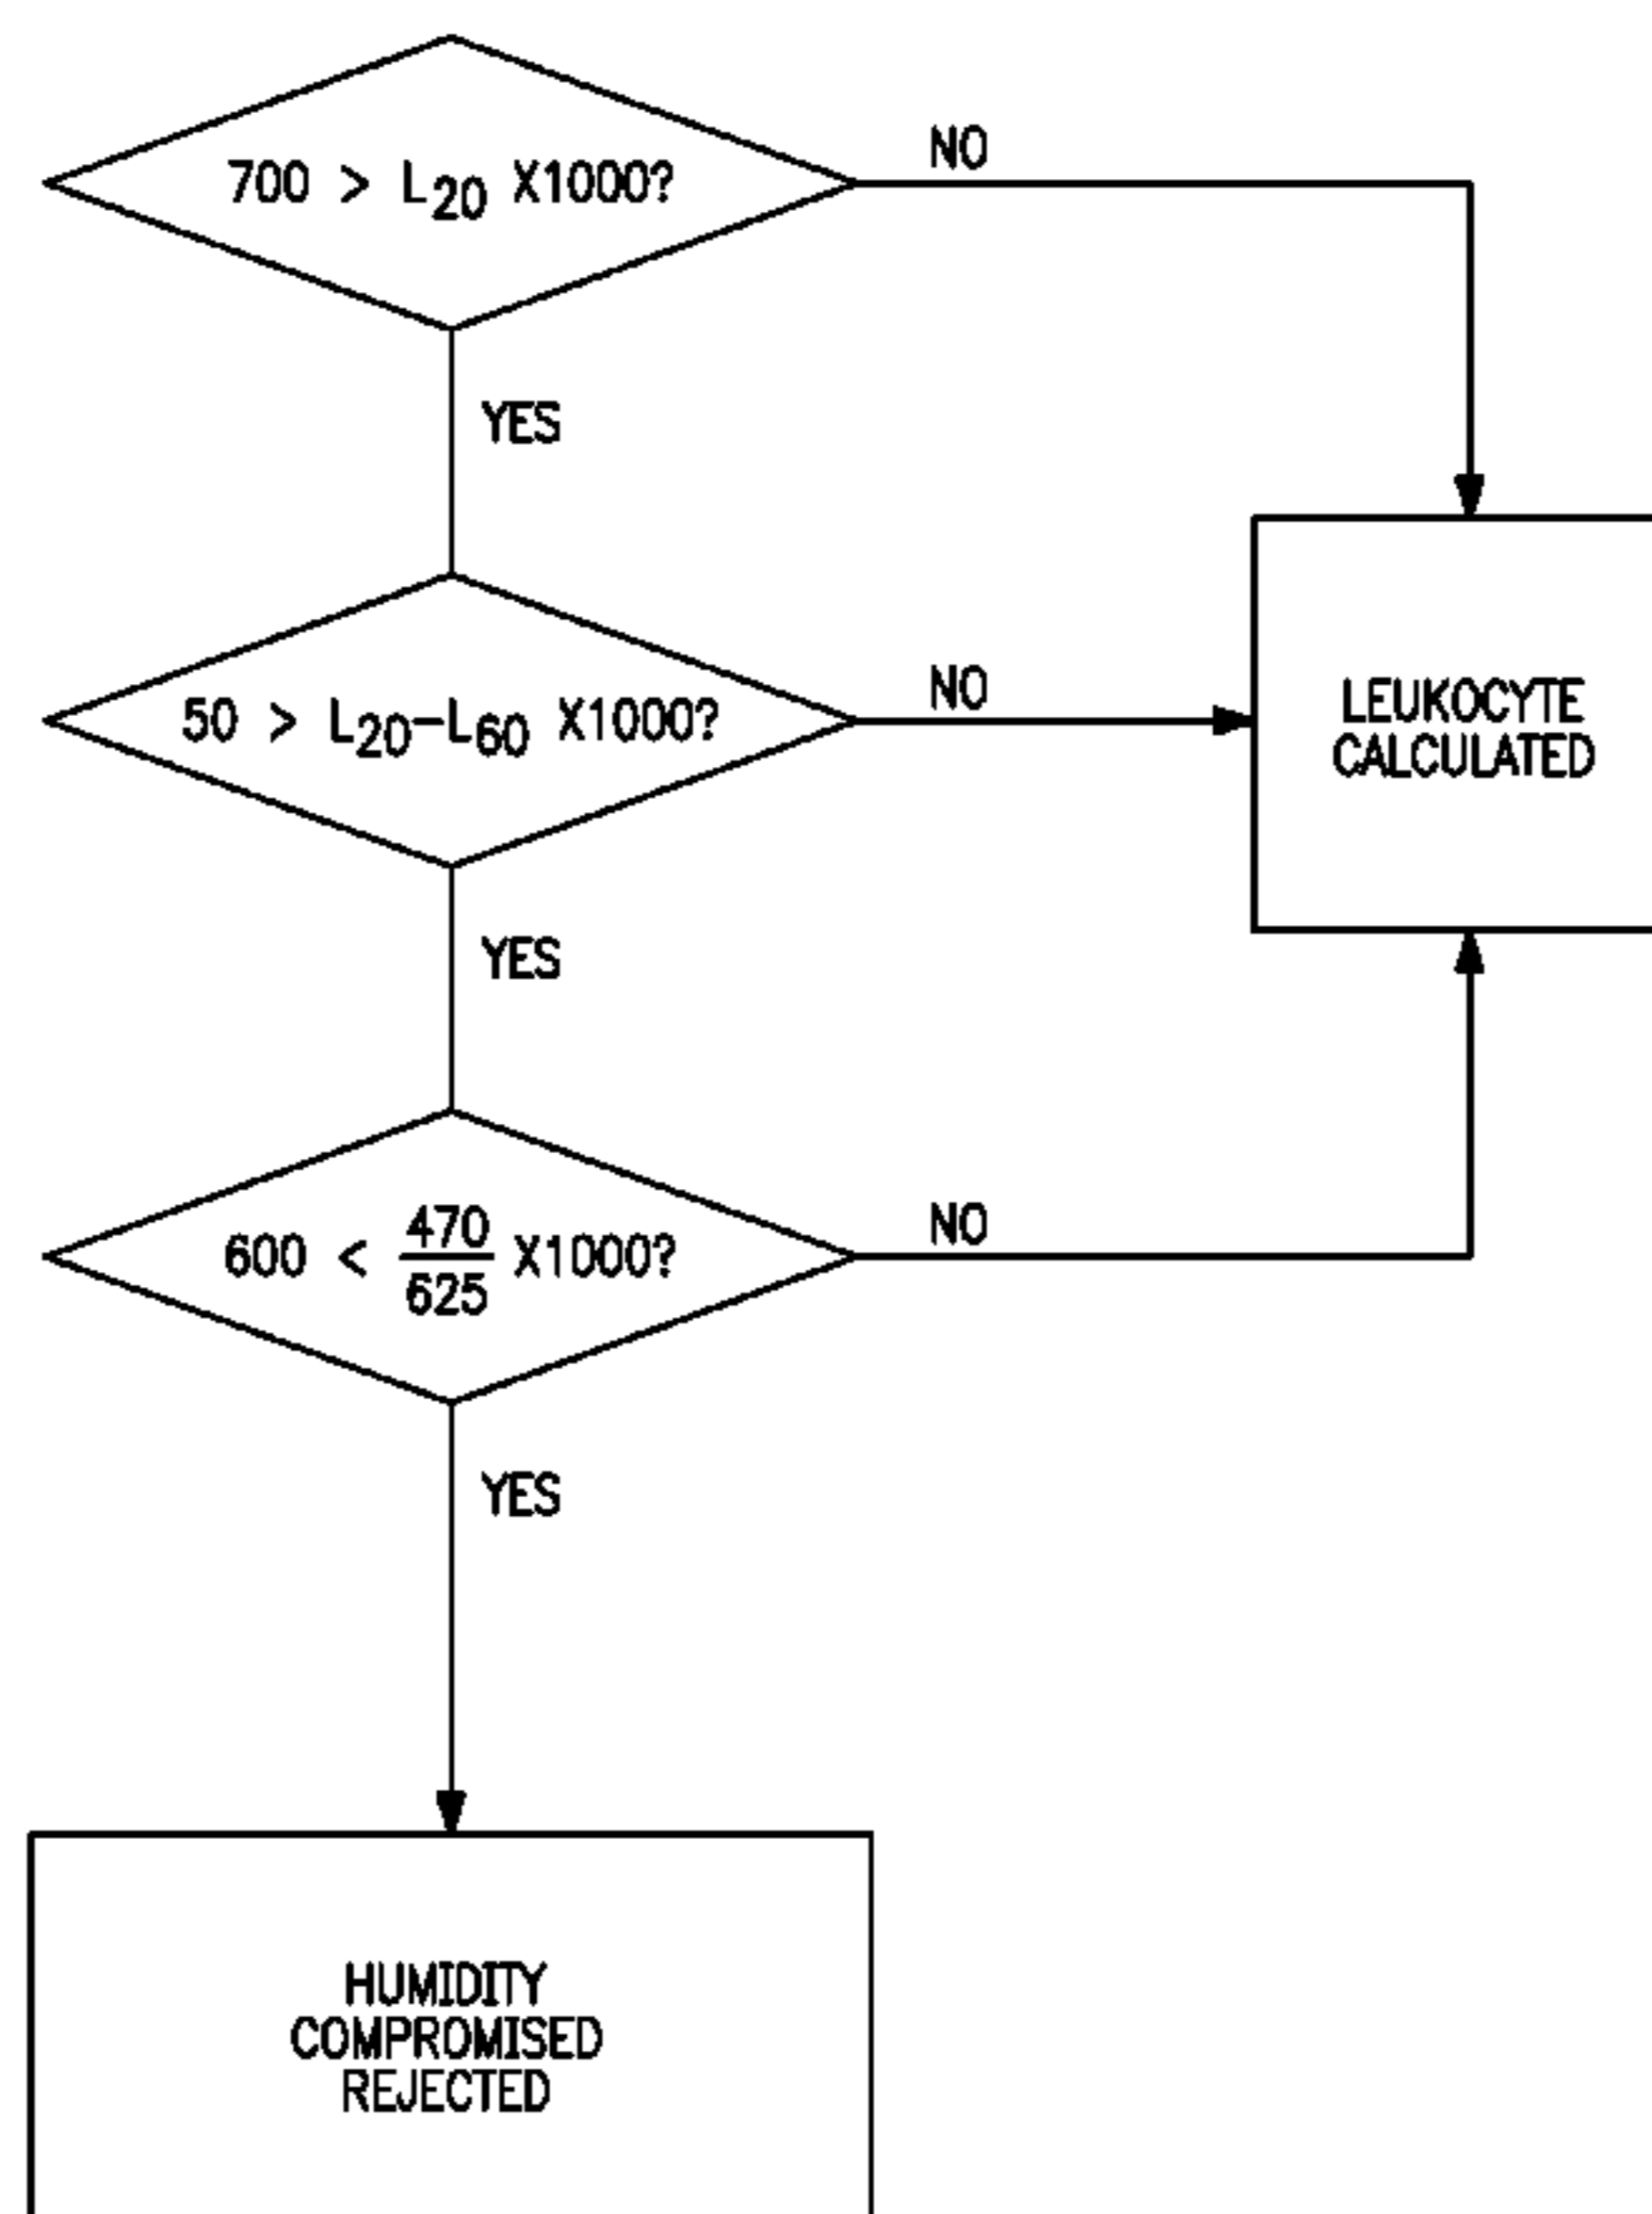 700 > L20 X1000?
NO
YES
50 > L20-L60 X1000?
NO
LEUKOCYTE
CALCULATED
YES
600 < 470/625 X1000?
NO
YES
HUMIDITY
COMPROMISED
REJECTED